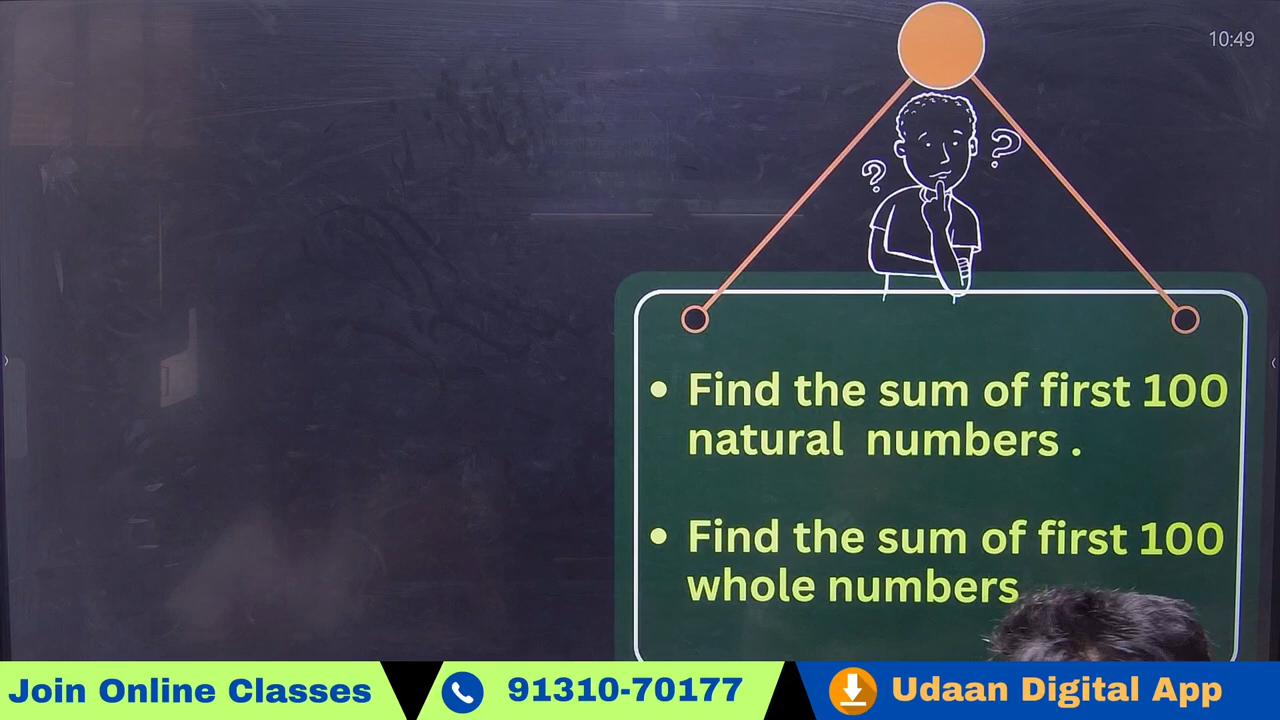 10:49
?
?
• Find the sum of first 100
natural numbers .
• Find the sum of first 100
whole numbers
Join Online Classes
91310-70177
Udaan Digital App